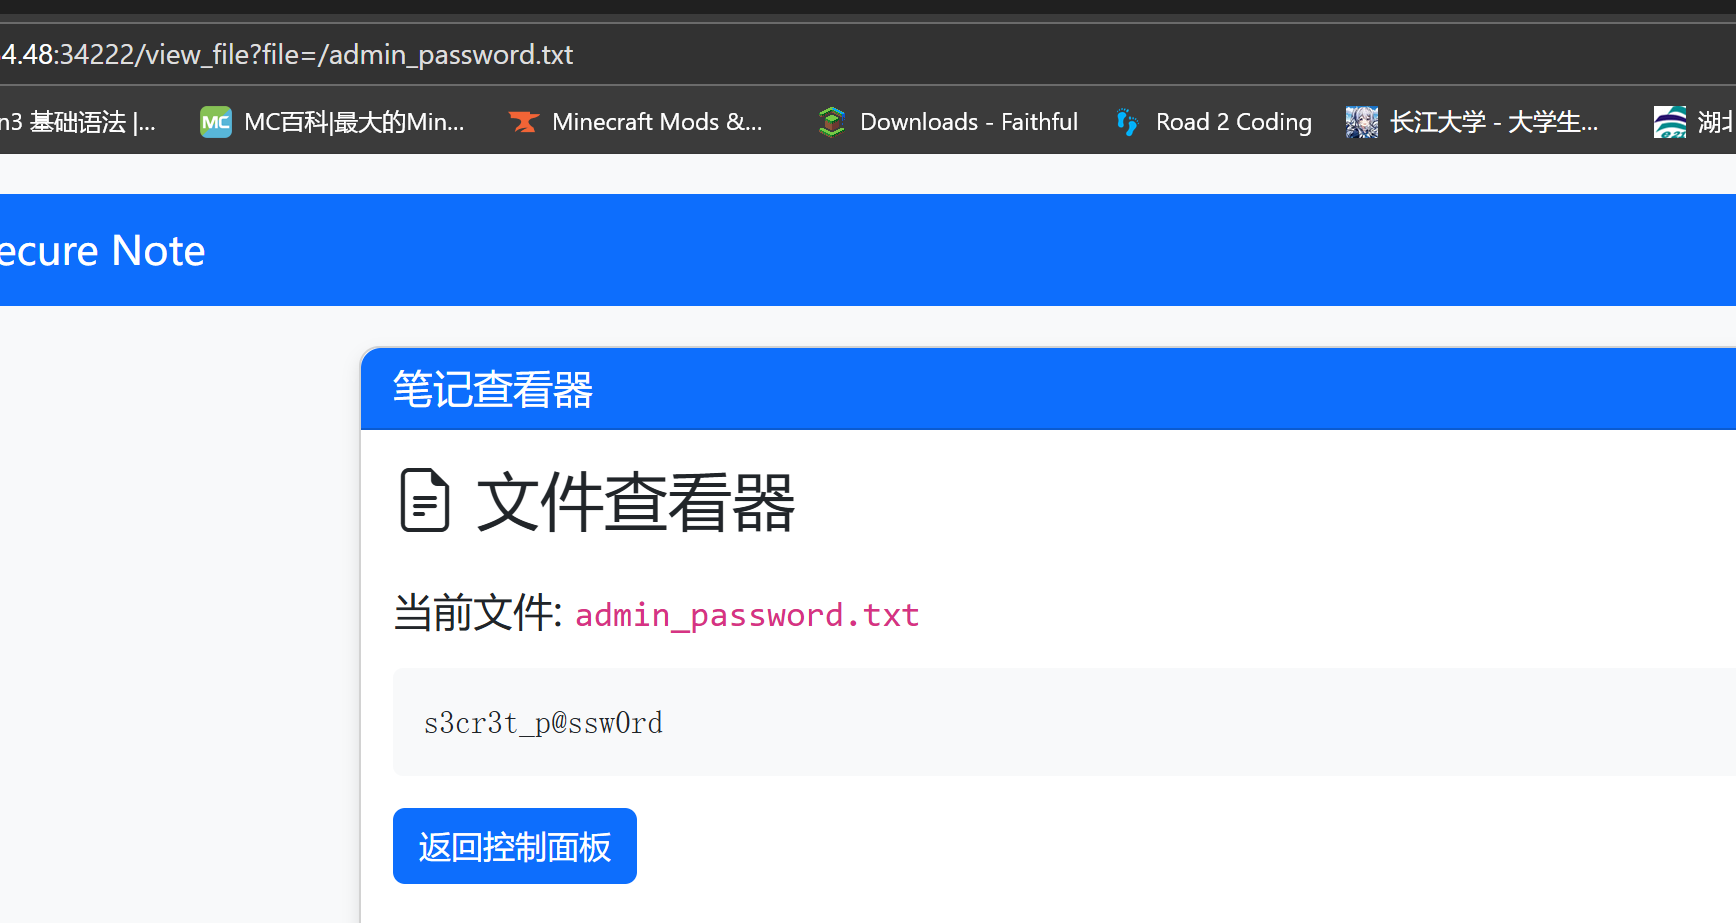 4.48:34222/view_file?file=/admin_password.txt
n3 基础语法 |... MC MC百科|最大的Min... Minecraft Mods &... Downloads - Faithful Road 2 Coding 长江大学 - 大学生... 湖北
ecure Note
笔记查看器
文件查看器
当前文件: admin_password.txt
s3cr3t_p@ssw0rd
返回控制面板